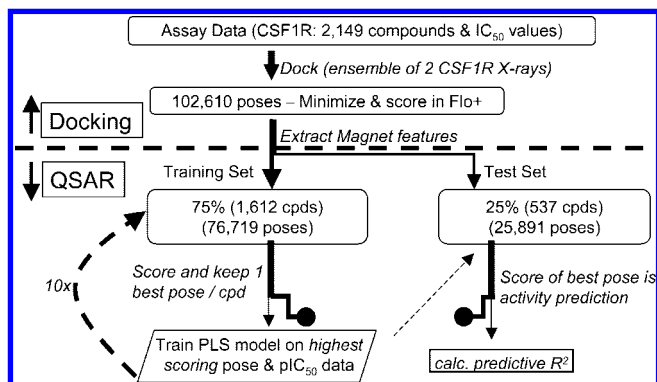 Assay Data (CSF1R: 2,149 compounds & IC50 values)
Dock (ensemble of 2 CSF1R X-rays)
102,610 poses – Minimize & score in Flo+
Docking
Extract Magnet features
QSAR
Training Set
Test Set
75% (1,612 cpds)
(76,719 poses)
25% (537 cpds)
(25,891 poses)
10x
Score and keep 1
best pose / cpd
Score of best pose is
activity prediction
Train PLS model on highest
scoring pose & pIC50 data
calc. predictive R²